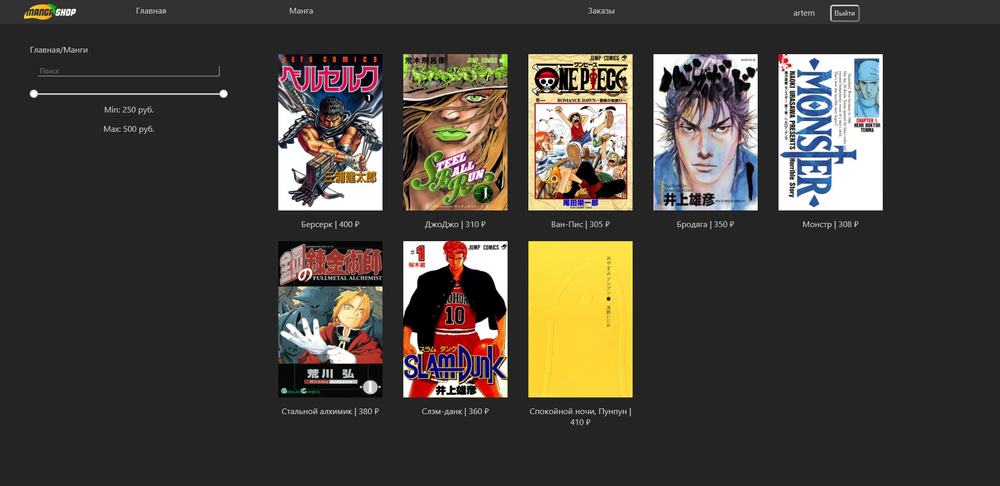 MANGA SHOP
Главная
Манга
Заказы
artem
Выйти
Главная/Манги
Поиск
Min: 250 руб.
Max: 500 руб.
JETS COMICS
ベルセルク
1
三浦建太郎
Берсерк | 400 ₽
荒木飛呂彦
JUMP COMICS
STEEL
BALL
RUN
1
ДжоДжо | 310 ₽
JUMP COMICS
ワンピース
ONE PIECE
巻一
ROMANCE DAWN—冒険の夜明け—
尾田栄一郎
EIICHIRO ODA
Ван-Пис | 305 ₽
MORNING KC
バガボンド
Vagabond by
Inoue Takehiko
井上雄彦
Бродяга | 350 ₽
MONSTER
NAOKI URASAWA PRESENTS
Horrible Story
CHAPTER 1.
HERR DOKTOR
TENMA
Монстр | 308 ₽
鋼の錬金術師
FULLMETAL ALCHEMIST
荒川 弘
Hiromu Arakawa
GANGAN COMICS
1
Стальной алхимик | 380 ₽
#1
桜木君
JUMP COMICS
10
スラムダンク
SLAM DUNK
井上雄彦
Слэм-данк | 360 ₽
おやすみプンプン
1
浅野いにお
Спокойной ночи, Пунпун |
410 ₽